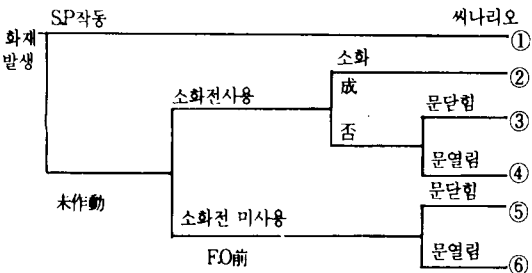 S.P작동 씨나리오
화재
발생
①
소화
②
成
소화전사용
문닫힘
③
否
문열림
④
未作動
문닫힘
⑤
소화전 미사용
F.O前
문열림
⑥